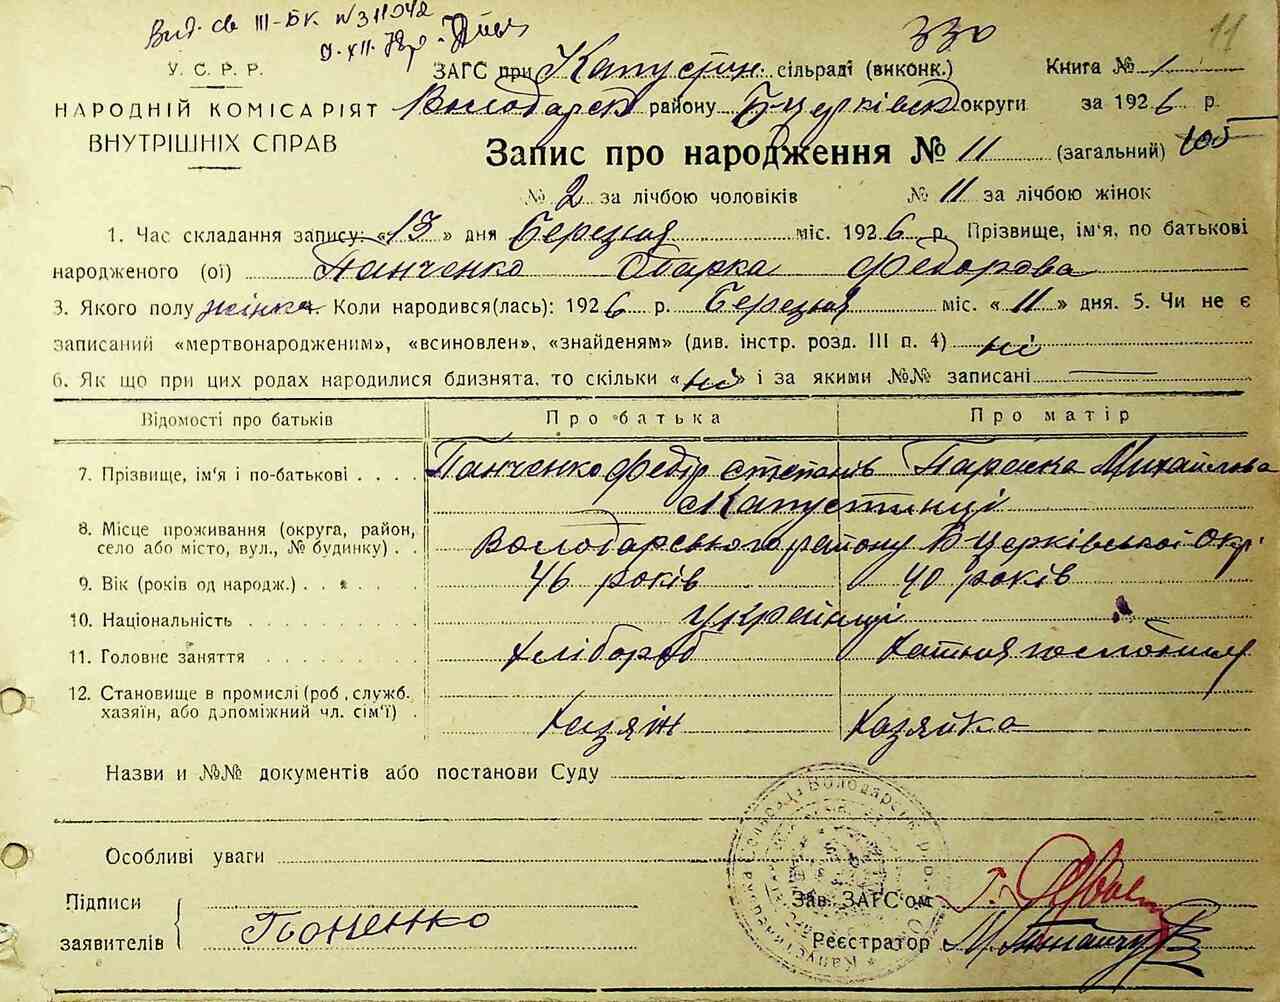 Вид. св III-БК №311042
9.XII.
330
11
У. С. Р. Р.
НАРОДНІЙ КОМІСАРІЯТ
ВНУТРІШНІХ СПРАВ
ЗАГС при Капустин. сільраді (виконк.) Книга № 1
Володарськ району Б-Церківськ округи за 1926 р.
Запис про народження № 11 (загальний) 105
№ 2 за лічбою чоловіків № 11 за лічбою жінок
1. Час складання запису: «13» дня Березня міс. 1926 р. Прізвище, ім'я, по батькові
народженого (ої) Панченко Одарка Федорова
3. Якого полу жінка. Коли народився(лась): 1926 р. Березня міс. «11» дня. 5. Чи не є
записаний «мертвонародженим», «всиновлен», «знайденям» (див. інстр. розд. III п. 4) ні
6. Як що при цих родах народилися близнята, то скільки «ні» і за якими №№ записані
Відомості про батьків Про батька Про матір
7. Прізвище, ім'я і по-батькові Панченко Федір Степанів Параска Михайлова
8. Місце проживання (округа, район, село або місто, вул., № будинку) Капустинці
Володарського району Б Церківської Окр.
9. Вік (років од народж.) 46 років 40 років
10. Національність Українці
11. Головне заняття Хлібороб Хатня господиня
12. Становище в промислі (роб., служб.
хазяїн, або допоміжний чл. сім'ї) Хазяїн Хазяйка
Назви и №№ документів або постанови Суду
Особливі уваги
Підписи
заявителів
Зав. ЗАГС'ом
Реєстратор